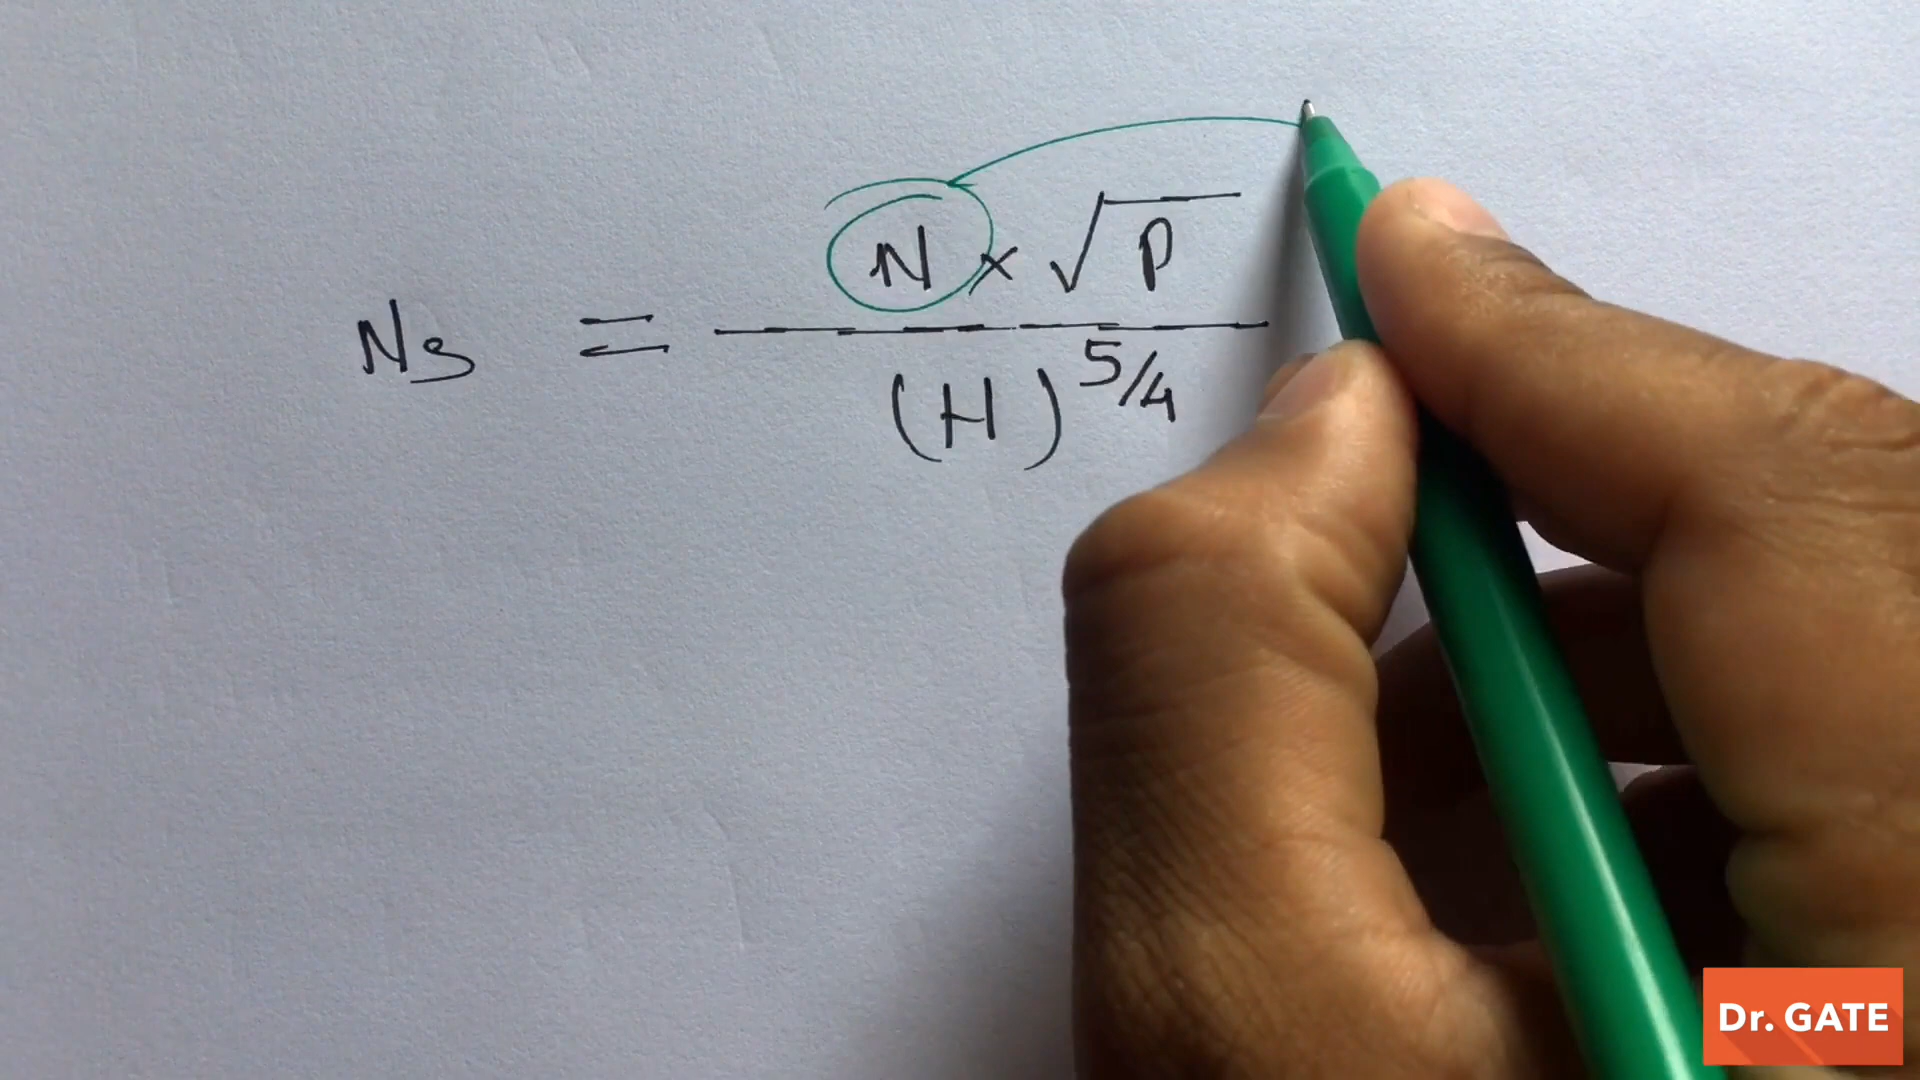 Ns = N × √P / (H)^5/4
Dr. GATE